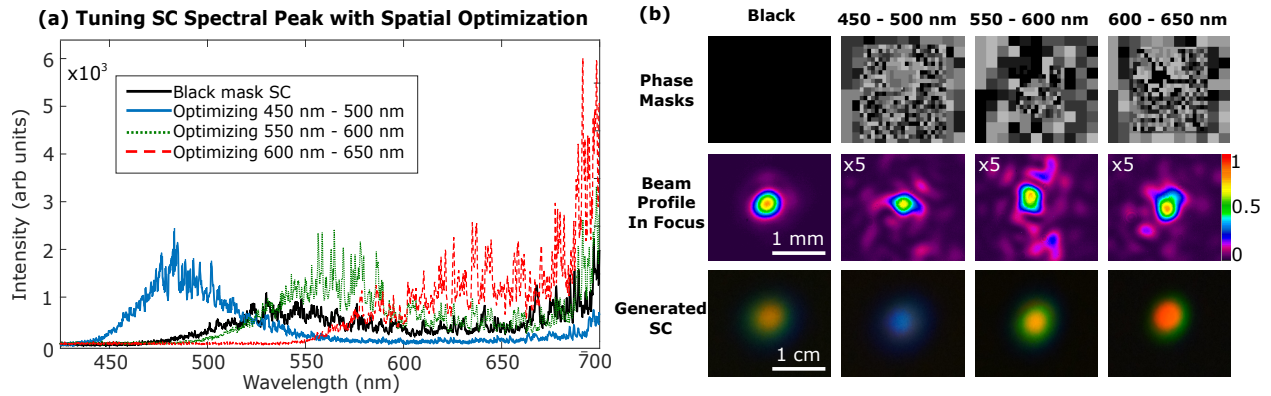 (a) Tuning SC Spectral Peak with Spatial Optimization
6
×10³
5
4
3
2
1
0
Intensity (arb units)
Black mask SC
Optimizing 450 nm - 500 nm
Optimizing 550 nm - 600 nm
Optimizing 600 nm - 650 nm
450 500 550 600 650 700
Wavelength (nm)
(b)
Black 450 - 500 nm 550 - 600 nm 600 - 650 nm
Phase
Masks
Beam
Profile
In Focus
x5 x5 x5
1 mm
1
0.5
0
Generated
SC
1 cm